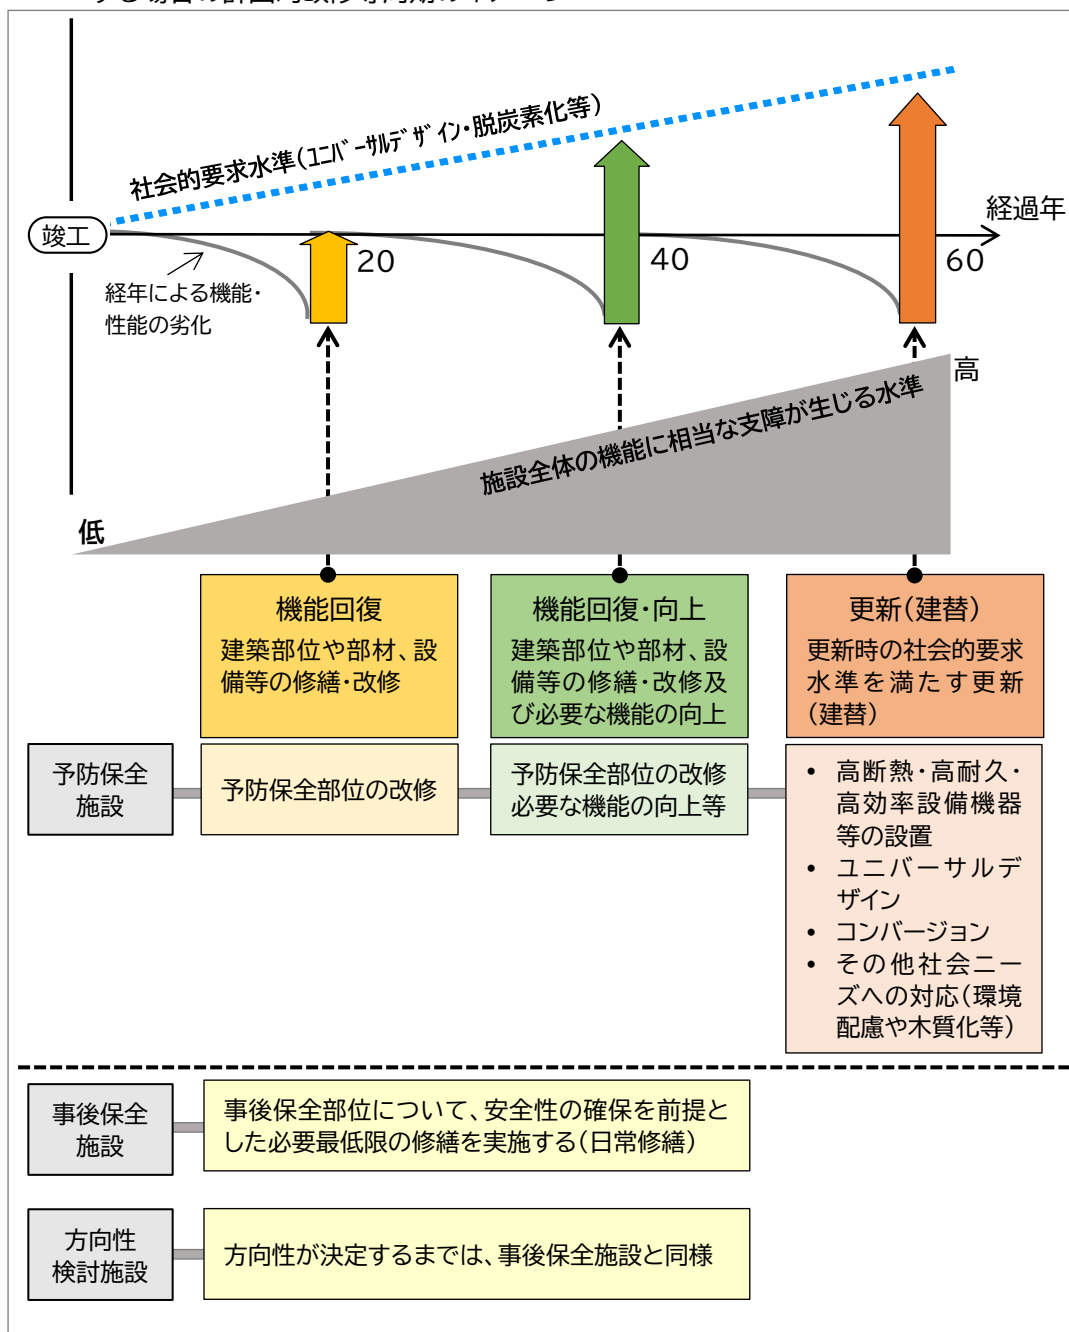 社会的要求水準(ﾕﾆﾊﾞｰｻﾙﾃﾞｻﾞｲﾝ・脱炭素化等)
竣工
経過年
20
40
60
経年による機能・
性能の劣化
高
施設全体の機能に相当な支障が生じる水準
低
機能回復
建築部位や部材、設
備等の修繕・改修
機能回復・向上
建築部位や部材、設
備等の修繕・改修及
び必要な機能の向上
更新(建替)
更新時の社会的要求
水準を満たす更新
(建替)
予防保全
施設
予防保全部位の改修
予防保全部位の改修
必要な機能の向上等
• 高断熱・高耐久・
高効率設備機器
等の設置
• ユニバーサルデ
ザイン
• コンバージョン
• その他社会ニー
ズへの対応(環境
配慮や木質化等)
事後保全
施設
事後保全部位について、安全性の確保を前提と
した必要最低限の修繕を実施する(日常修繕)
方向性
検討施設
方向性が決定するまでは、事後保全施設と同様